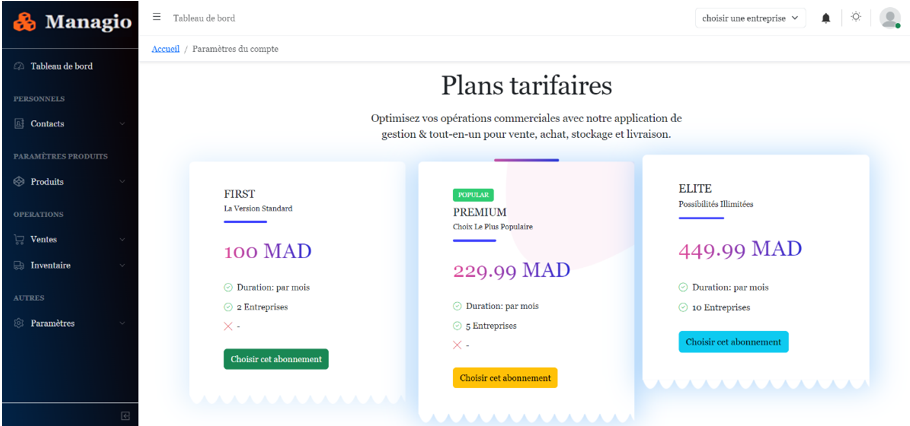 Managio
Tableau de bord
choisir une entreprise
Accueil / Paramètres du compte
Tableau de bord
PERSONNELS
Contacts
PARAMÈTRES PRODUITS
Produits
OPERATIONS
Ventes
Inventaire
AUTRES
Paramètres
Plans tarifaires
Optimisez vos opérations commerciales avec notre application de
gestion & tout-en-un pour vente, achat, stockage et livraison.
FIRST
La Version Standard
100 MAD
Duration: par mois
2 Entreprises
-
Choisir cet abonnement
POPULAR
PREMIUM
Choix Le Plus Populaire
229.99 MAD
Duration: par mois
5 Entreprises
-
Choisir cet abonnement
ELITE
Possibilités Illimitées
449.99 MAD
Duration: par mois
10 Entreprises
Choisir cet abonnement